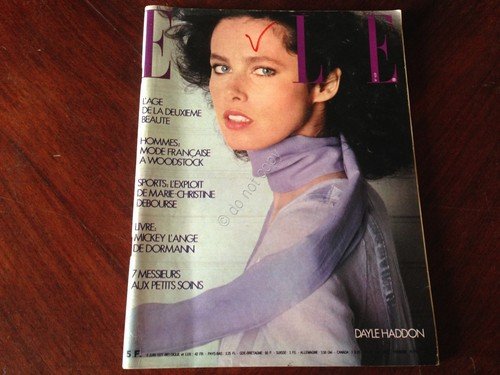 ELLE
L'AGE
DE LA DEUXIEME
BEAUTE
HOMMES:
MODE FRANÇAISE
A WOODSTOCK
SPORTS: L'EXPLOIT
DE MARIE-CHRISTINE
DEBOURSE
LIVRE:
MICKEY L'ANGE
DE DORMANN
7 MESSIEURS
AUX PETITS SOINS
DAYLE HADDON
5 F.